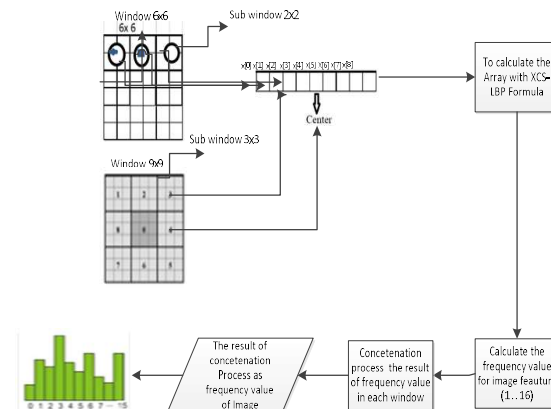 Window 6x6
6x 6
Sub window 2x2
x[0] x[1] x[2] x[3] x[4] x[5] x[6] x[7] x[8]
Center
To calculate the
Array with XCS-
LBP Formula
Sub window 3x3
Window 9x9
1 2 3
8
7 6 5
The result of
concetenation
Process as
frequency value
of Image
Concetenation
process the result
of frequency value
in each window
Calculate the
frequency value
for image feauture
(1..16)
0 1 2 3 4 5 6 7 ... 15